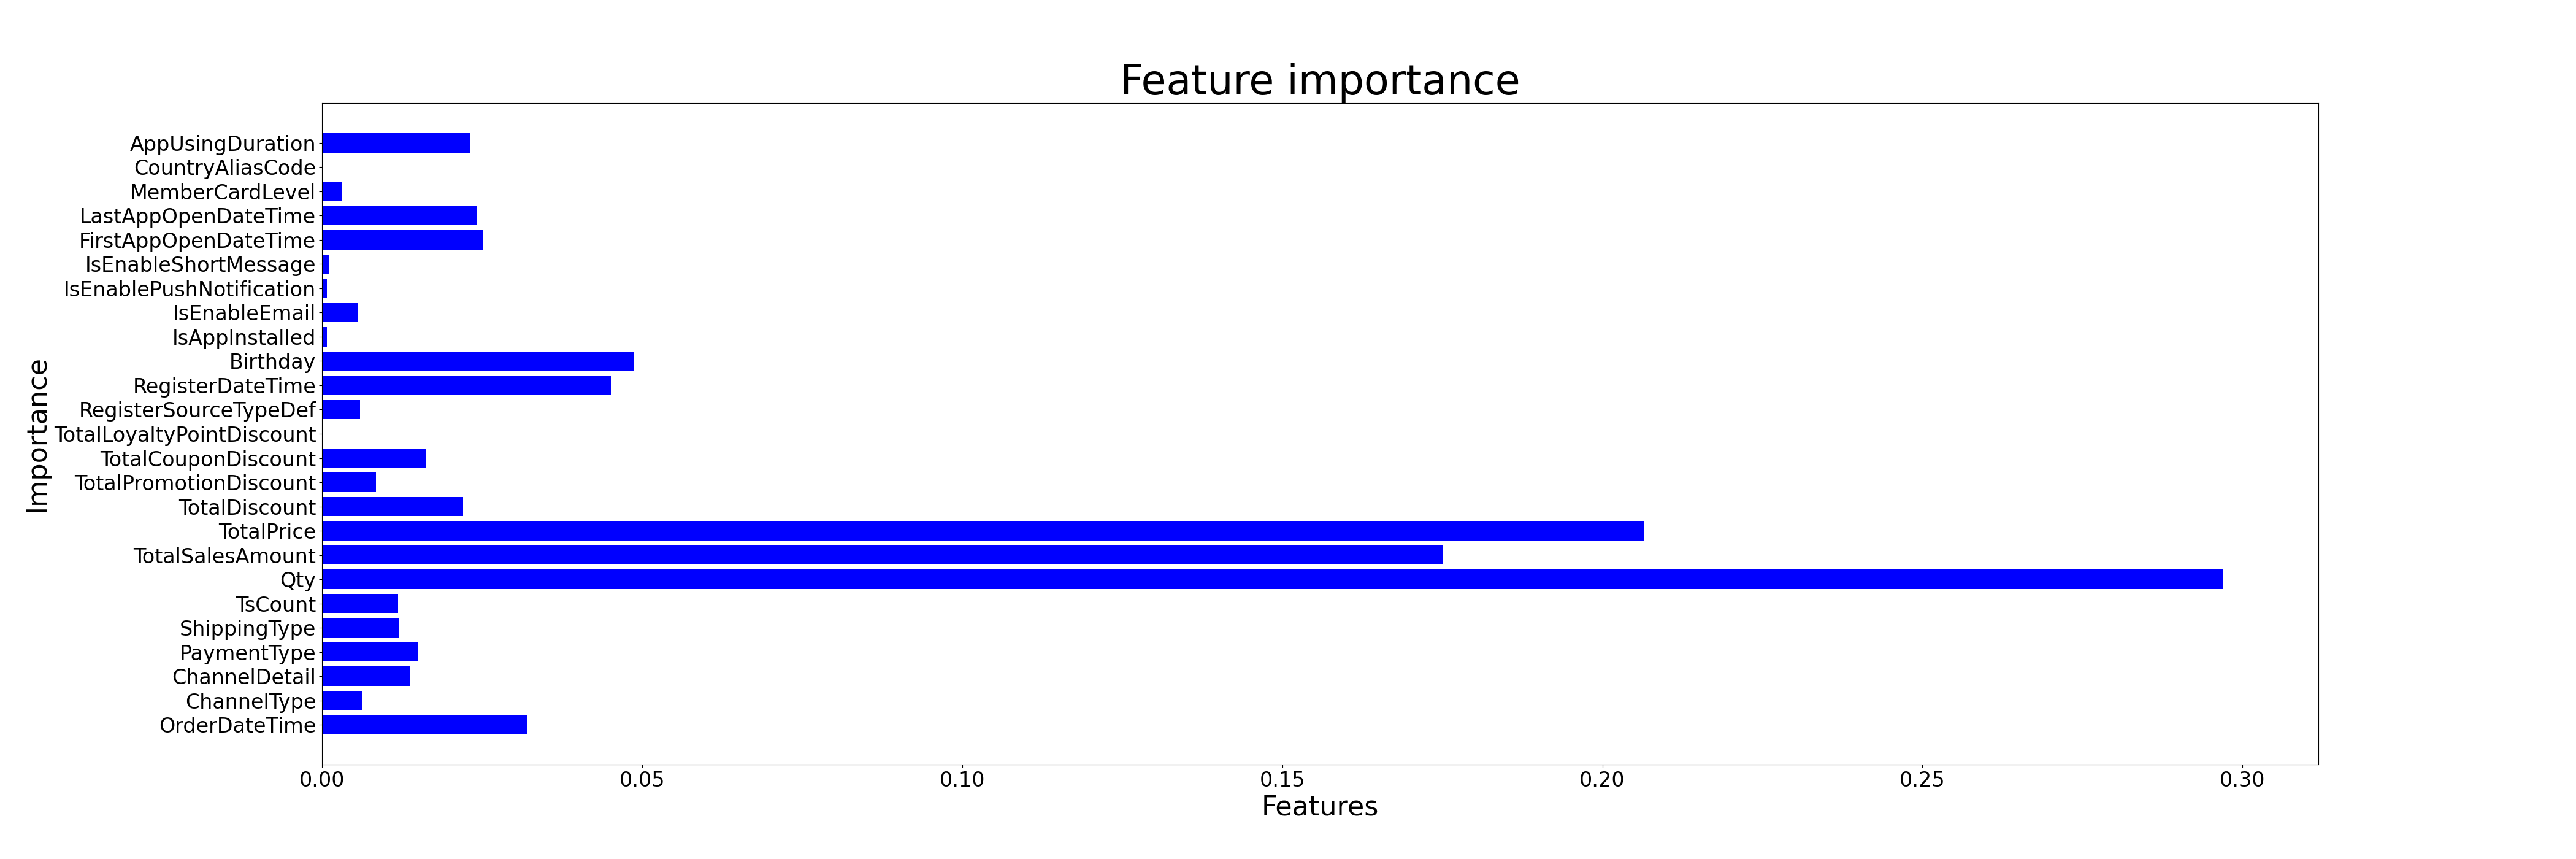 Feature importance
AppUsingDuration
CountryAliasCode
MemberCardLevel
LastAppOpenDateTime
FirstAppOpenDateTime
IsEnableShortMessage
IsEnablePushNotification
IsEnableEmail
IsAppInstalled
Birthday
RegisterDateTime
RegisterSourceTypeDef
TotalLoyaltyPointDiscount
TotalCouponDiscount
TotalPromotionDiscount
TotalDiscount
TotalPrice
TotalSalesAmount
Qty
TsCount
ShippingType
PaymentType
ChannelDetail
ChannelType
OrderDateTime
Importance
0.00 0.05 0.10 0.15 0.20 0.25 0.30
Features